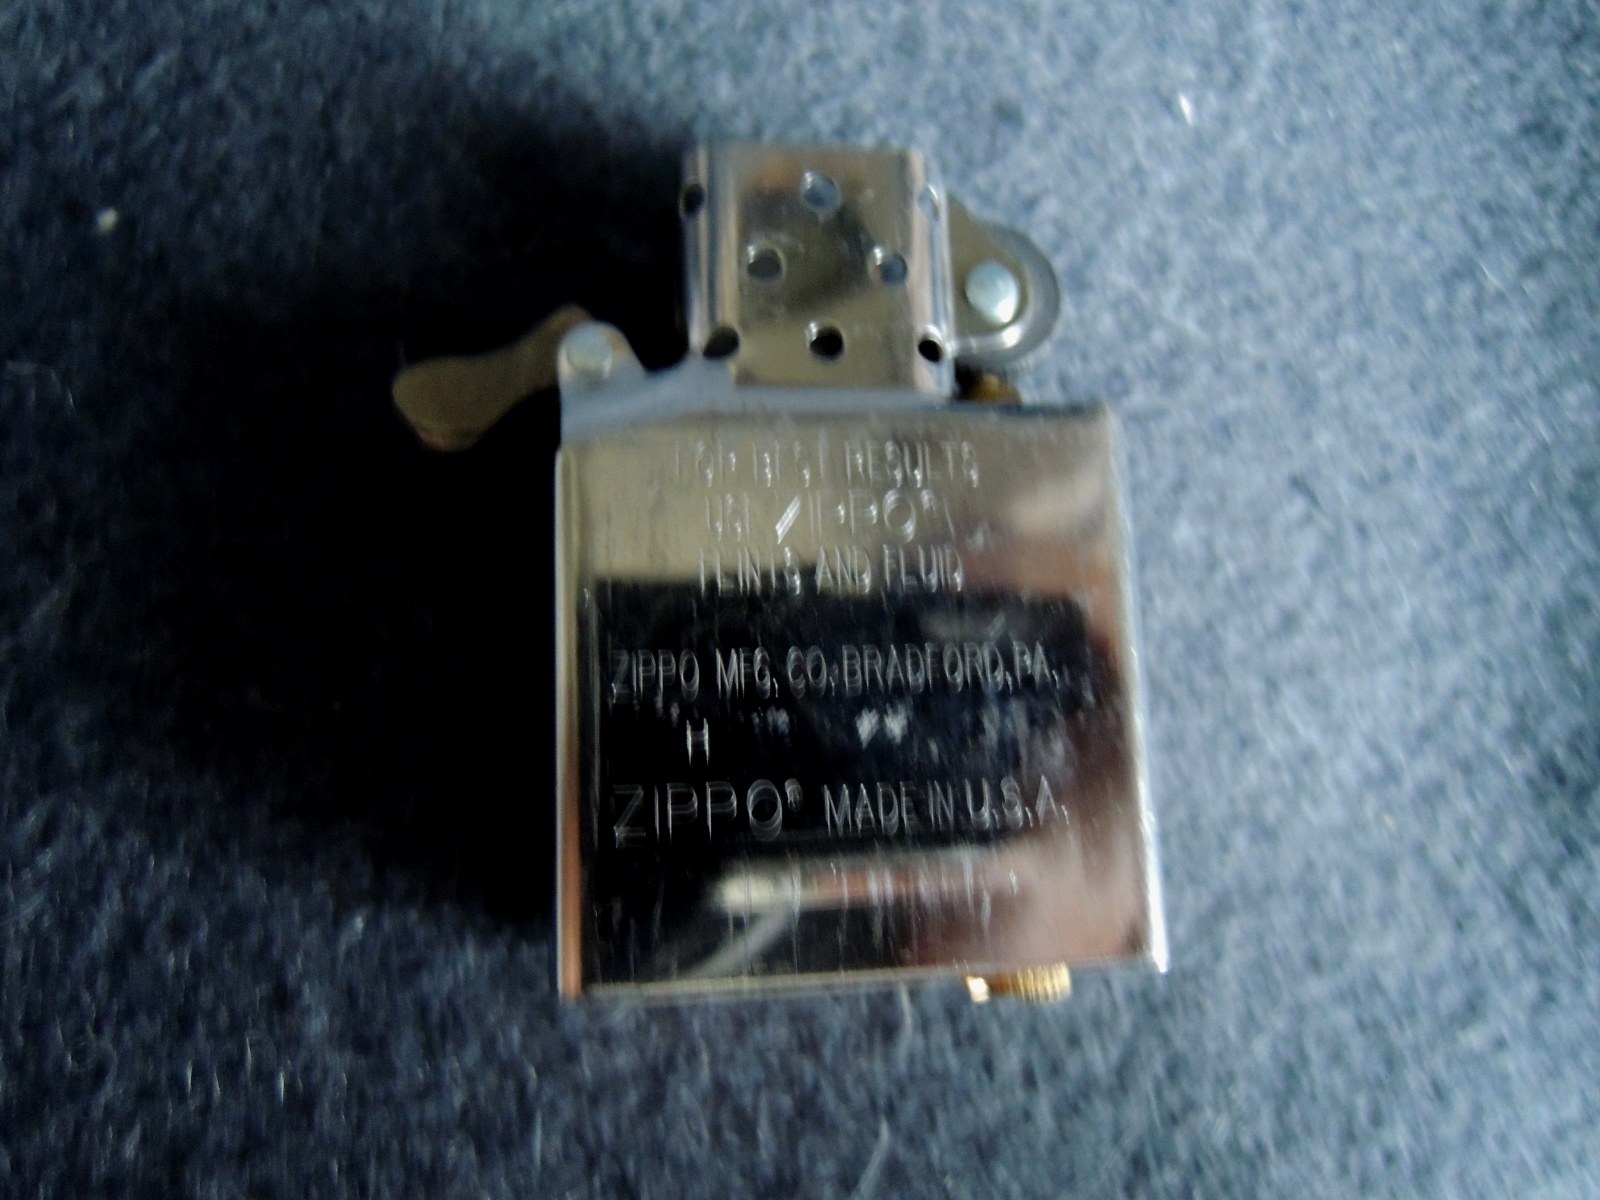 FOR BEST RESULTS
USE ZIPPO®
FLINTS AND FLUID
ZIPPO MFG. CO. BRADFORD, PA.
H
ZIPPO® MADE IN U.S.A.